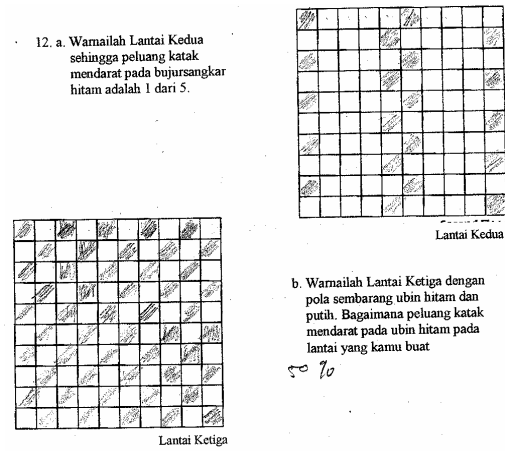 12. a. Warnailah Lantai Kedua
sehingga peluang katak
mendarat pada bujursangkar
hitam adalah 1 dari 5.
Lantai Kedua
b. Warnailah Lantai Ketiga dengan
pola sembarang ubin hitam dan
putih. Bagaimana peluang katak
mendarat pada ubin hitam pada
lantai yang kamu buat
50 %
Lantai Ketiga